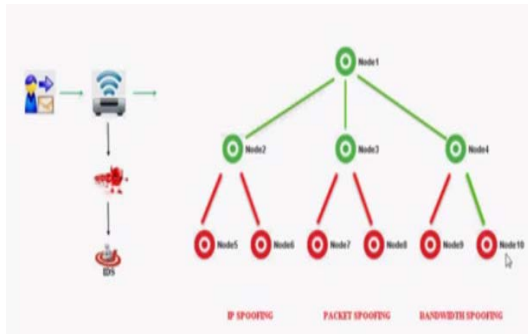 Node1
Node2
Node3
Node4
Node5
Node6
Node7
Node8
Node9
Node10
IDS
IP SPOOFING
PACKET SPOOFING
BANDWIDTH SPOOFING